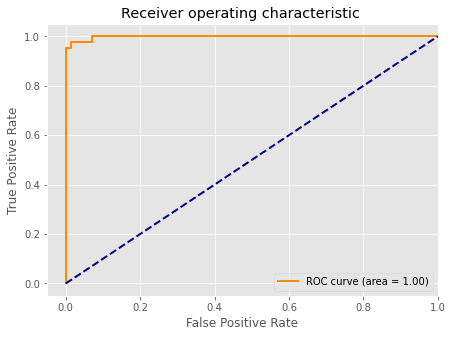 Receiver operating characteristic
True Positive Rate
1.0
0.8
0.6
0.4
0.2
0.0
ROC curve (area = 1.00)
0.0 0.2 0.4 0.6 0.8 1.0
False Positive Rate